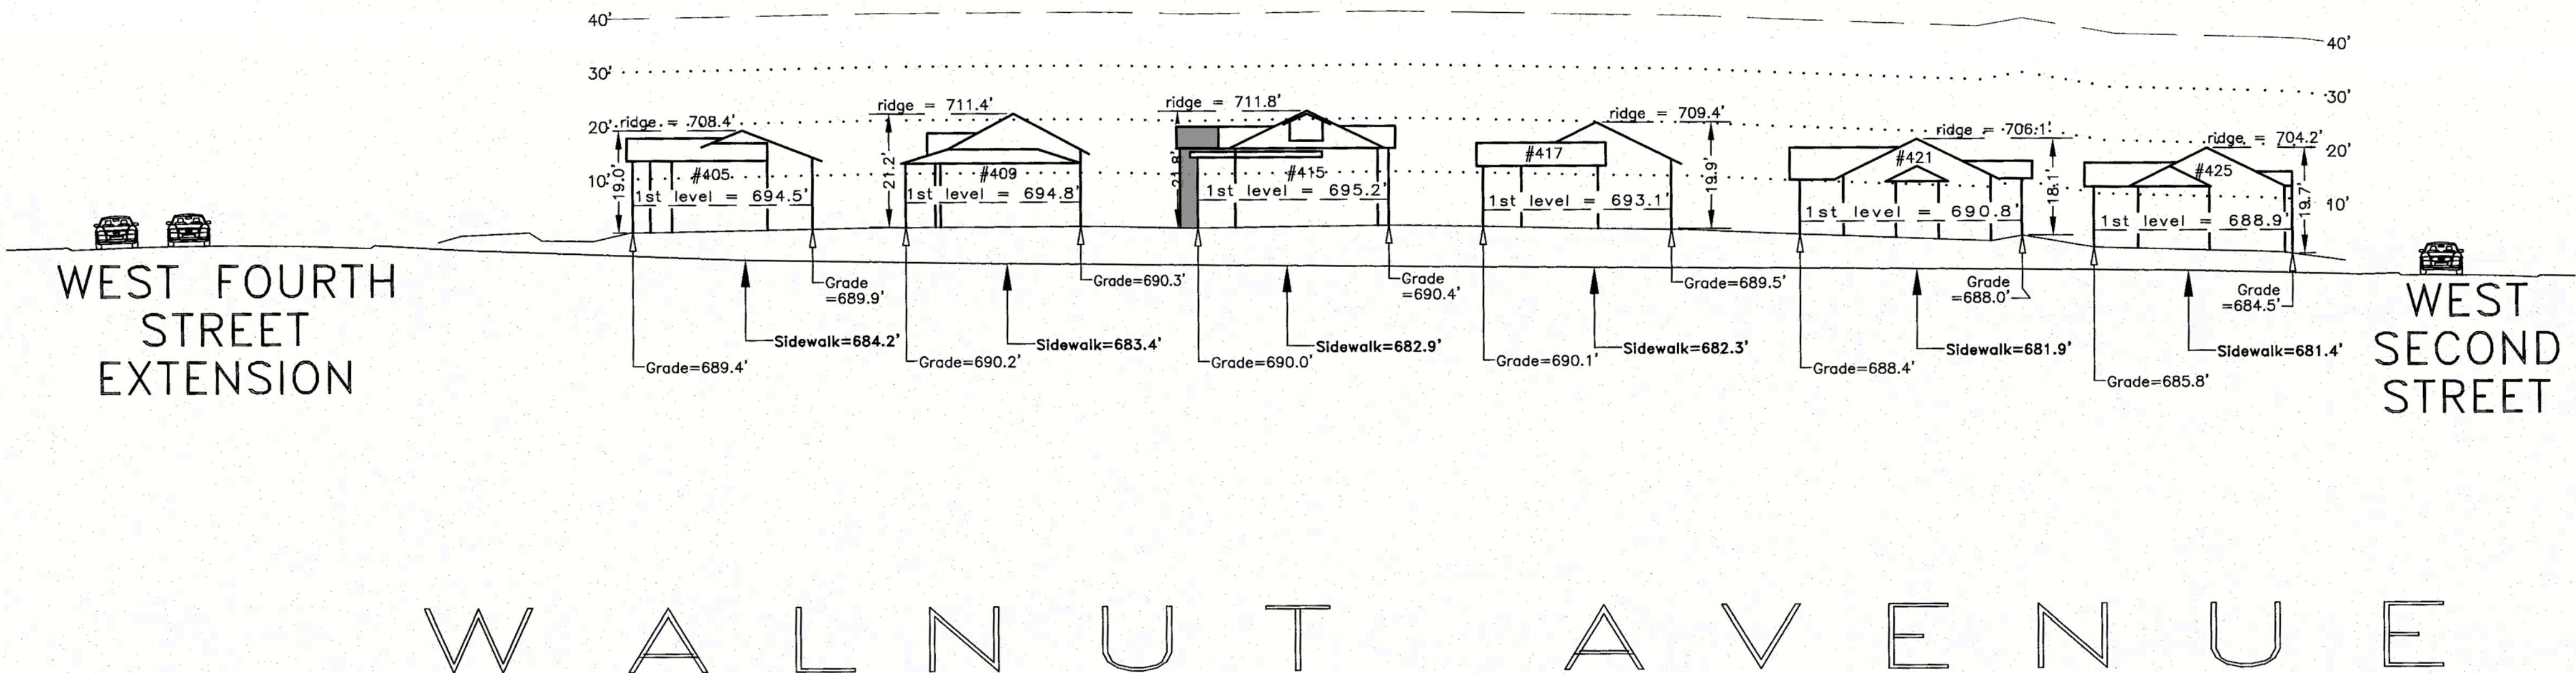 40'
40'
30'
30'
20'
20'
10'
10'
ridge = 708.4'
ridge = 711.4'
ridge = 711.8'
ridge = 709.4'
ridge = 706.1'
ridge = 704.2'
19.0'
21.2'
21.8'
19.9'
18.1'
19.7'
#405
#409
#415
#417
#421
#425
1st level = 694.5'
1st level = 694.8'
1st level = 695.2'
1st level = 693.1'
1st level = 690.8'
1st level = 688.9'
Grade
=689.9'
Grade=690.3'
Grade
=690.4'
Grade=689.5'
Grade
=688.0'
Grade
=684.5'
Sidewalk=684.2'
Sidewalk=683.4'
Sidewalk=682.9'
Sidewalk=682.3'
Sidewalk=681.9'
Sidewalk=681.4'
Grade=689.4'
Grade=690.2'
Grade=690.0'
Grade=690.1'
Grade=688.4'
Grade=685.8'
WEST FOURTH
STREET
EXTENSION
WEST
SECOND
STREET
WALNUT AVENUE